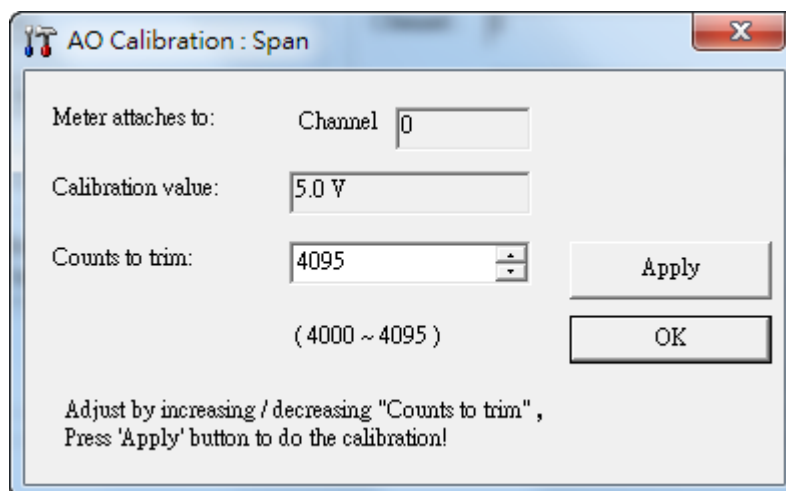 AO Calibration : Span
Meter attaches to: Channel 0
Calibration value: 5.0 V
Counts to trim: 4095
Apply
( 4000 ~ 4095 )
OK
Adjust by increasing / decreasing "Counts to trim" ,
Press 'Apply' button to do the calibration!